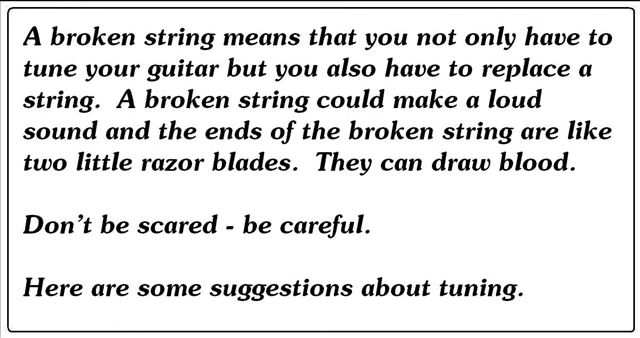 A broken string means that you not only have to
tune your guitar but you also have to replace a
string.  A broken string could make a loud
sound and the ends of the broken string are like
two little razor blades.  They can draw blood.
Don't be scared - be careful.
Here are some suggestions about tuning.